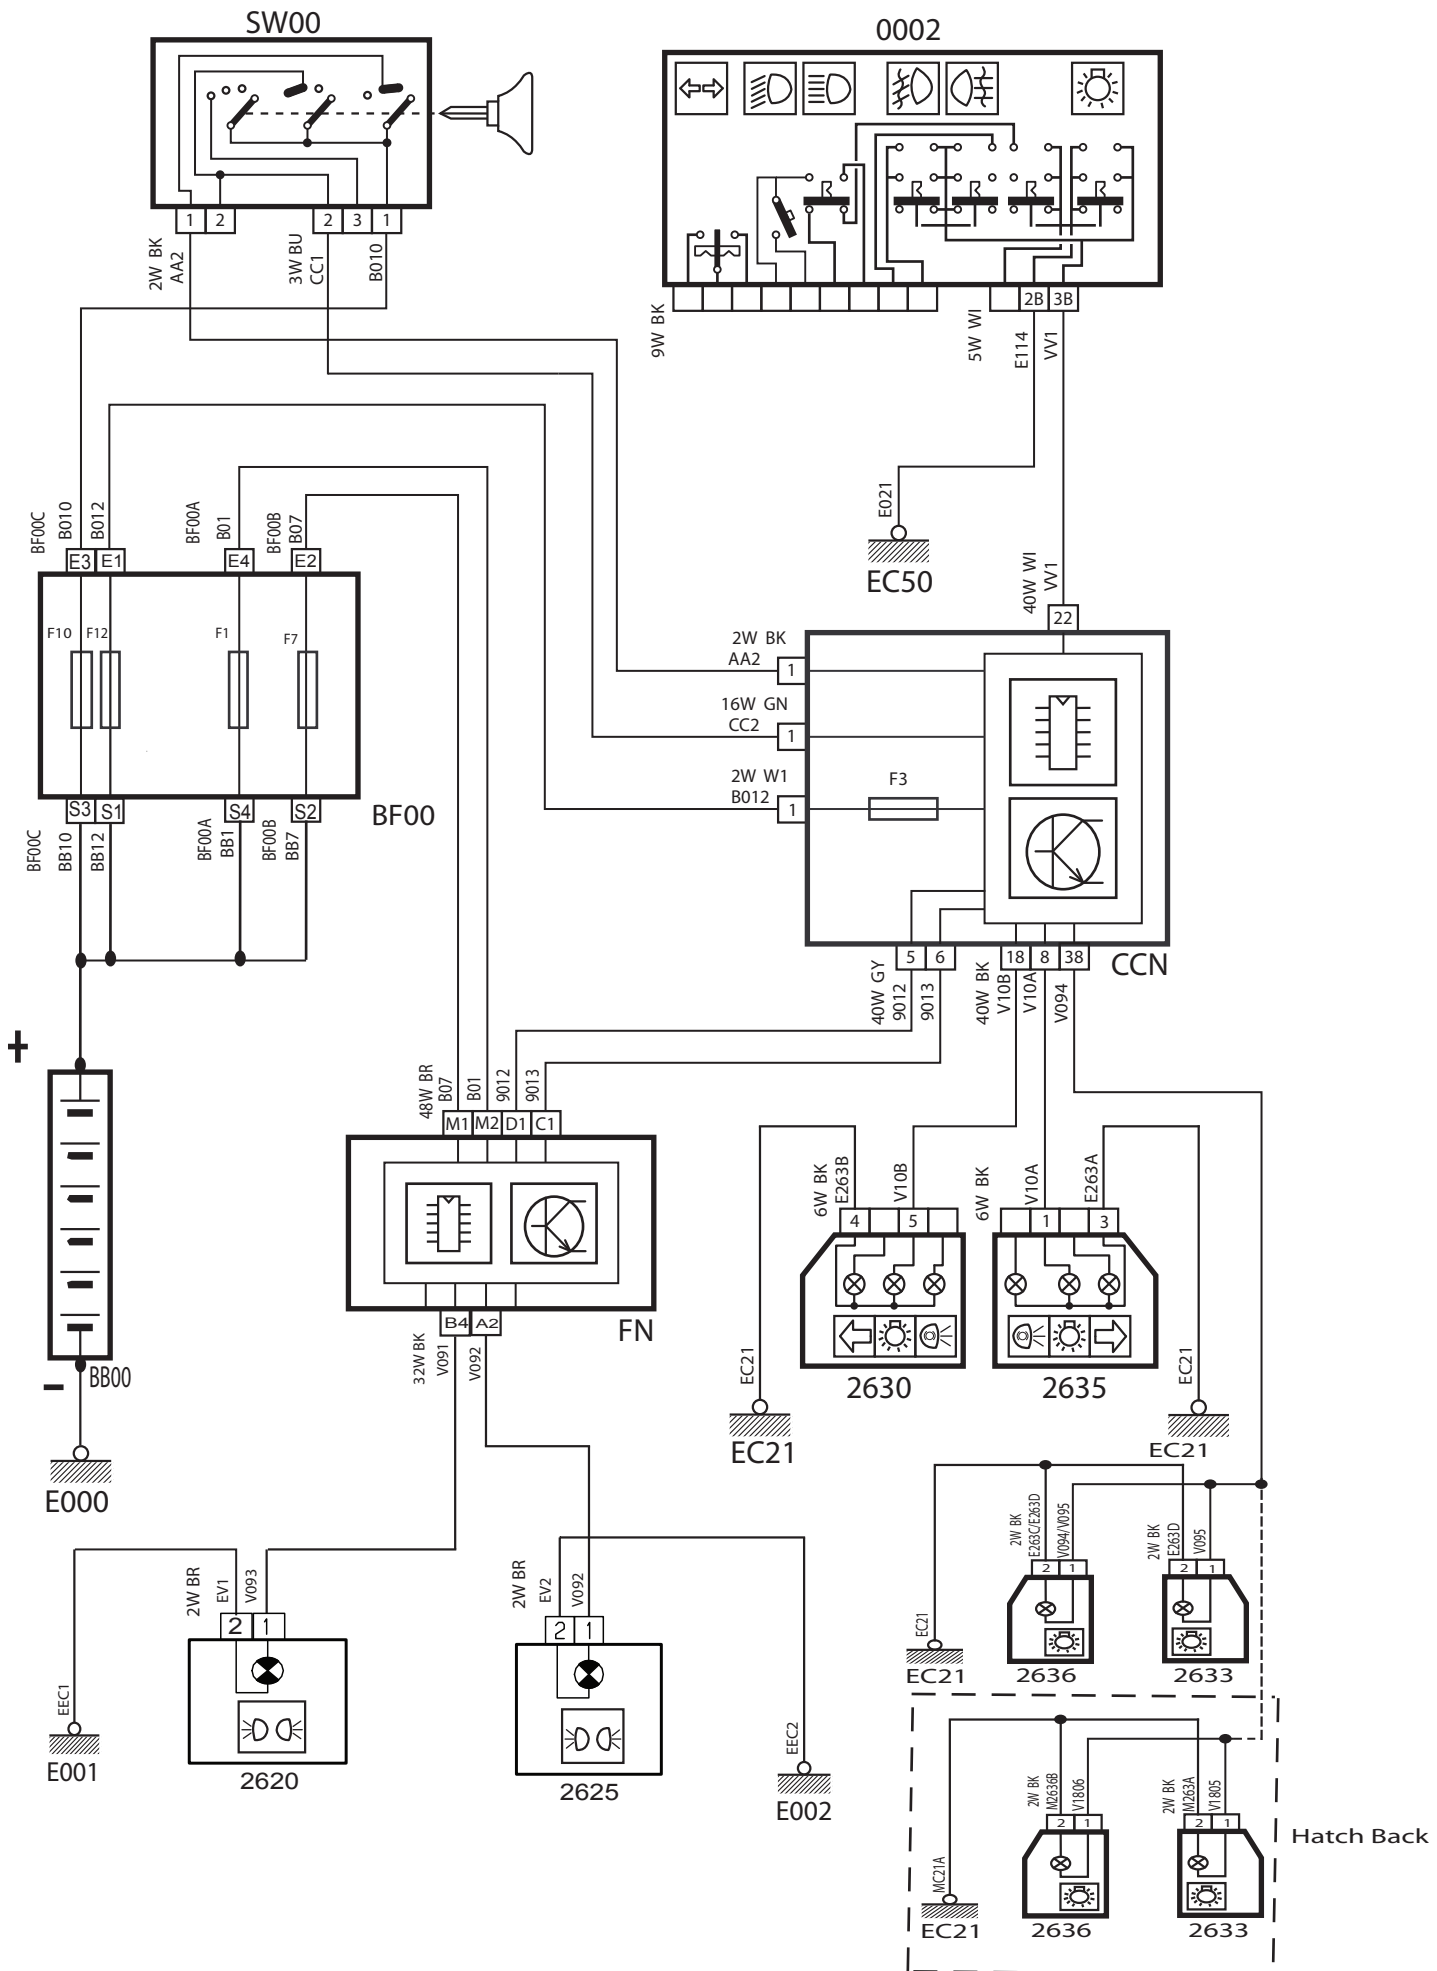 SW00
0002
1 2 2 3 1
2W BK
AA2
3W BU
CC1
B010
9W BK
5W WI
2B 3B
E114
VV1
E021
EC50
40W WI
VV1
22
BF00C
B010
B012
BF00A
B01
BF00B
B07
E3 E1 E4 E2
F10 F12 F1 F7
S3 S1 S4 S2
BF00
BF00C
BB10
BB12
BF00A
BB1
BF00B
BB7
2W BK
AA2
1
16W GN
CC2
1
2W W1
B012
1
F3
5 6 18 8 38
CCN
40W GY
9012
9013
40W BK
V10B
V10A
V094
+
-
BB00
E000
48W BR
B07
B01
9012
9013
M1 M2 D1 C1
B4 A2
FN
32W BK
V091
V092
6W BK
E263B
V10B
4 5
6W BK
V10A
E263A
1 3
2630
2635
EC21
EC21
EC21
EC21
2W BR
EV1
V093
2 1
EEC1
E001
2620
2W BR
EV2
V092
2 1
EEC2
E002
2625
2W BK
E263C/E263D
V094/V095
2 1
2W BK
E263D
V095
2 1
EC21
EC21
2636
2633
2W BK
M2636B
V1806
2 1
2W BK
M263A
V1805
2 1
MC21A
EC21
2636
2633
Hatch Back